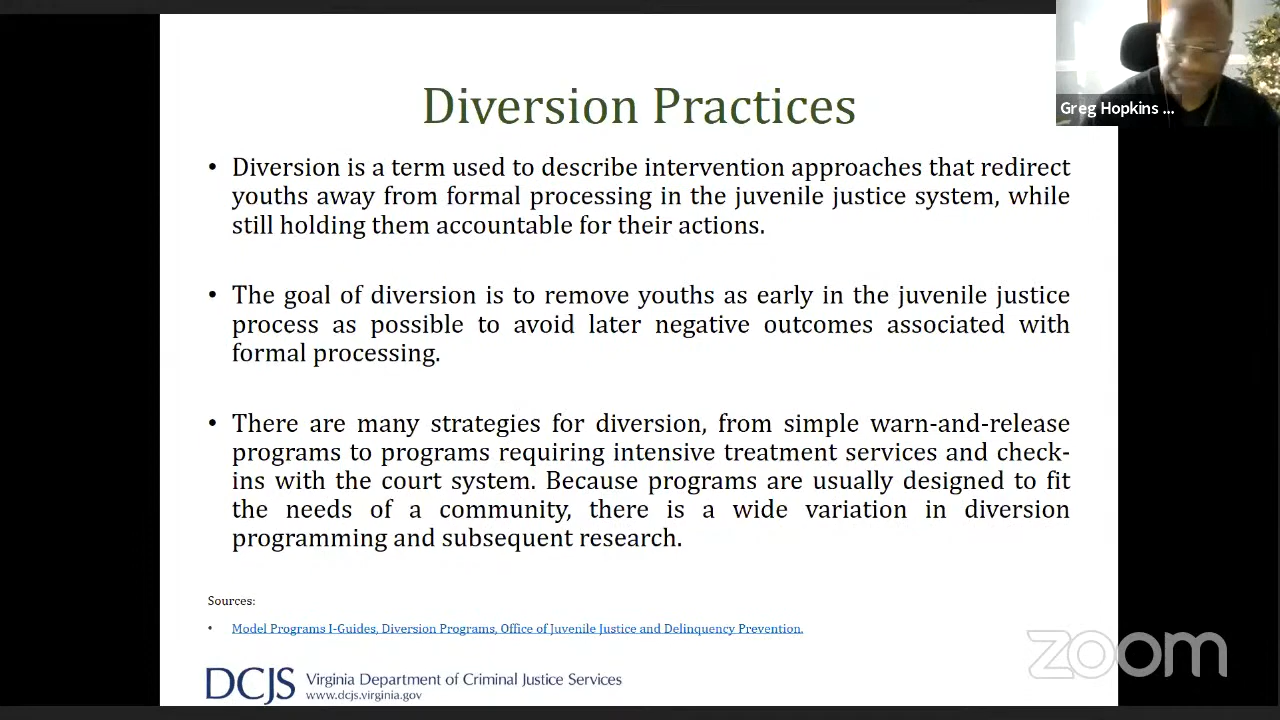 Diversion Practices
Greg Hopkins ...
• Diversion is a term used to describe intervention approaches that redirect
youths away from formal processing in the juvenile justice system, while
still holding them accountable for their actions.
• The goal of diversion is to remove youths as early in the juvenile justice
process as possible to avoid later negative outcomes associated with
formal processing.
• There are many strategies for diversion, from simple warn-and-release
programs to programs requiring intensive treatment services and check-
ins with the court system. Because programs are usually designed to fit
the needs of a community, there is a wide variation in diversion
programming and subsequent research.
Sources:
• Model Programs I-Guides, Diversion Programs, Office of Juvenile Justice and Delinquency Prevention.
zoom
DCJS Virginia Department of Criminal Justice Services
www.dcjs.virginia.gov